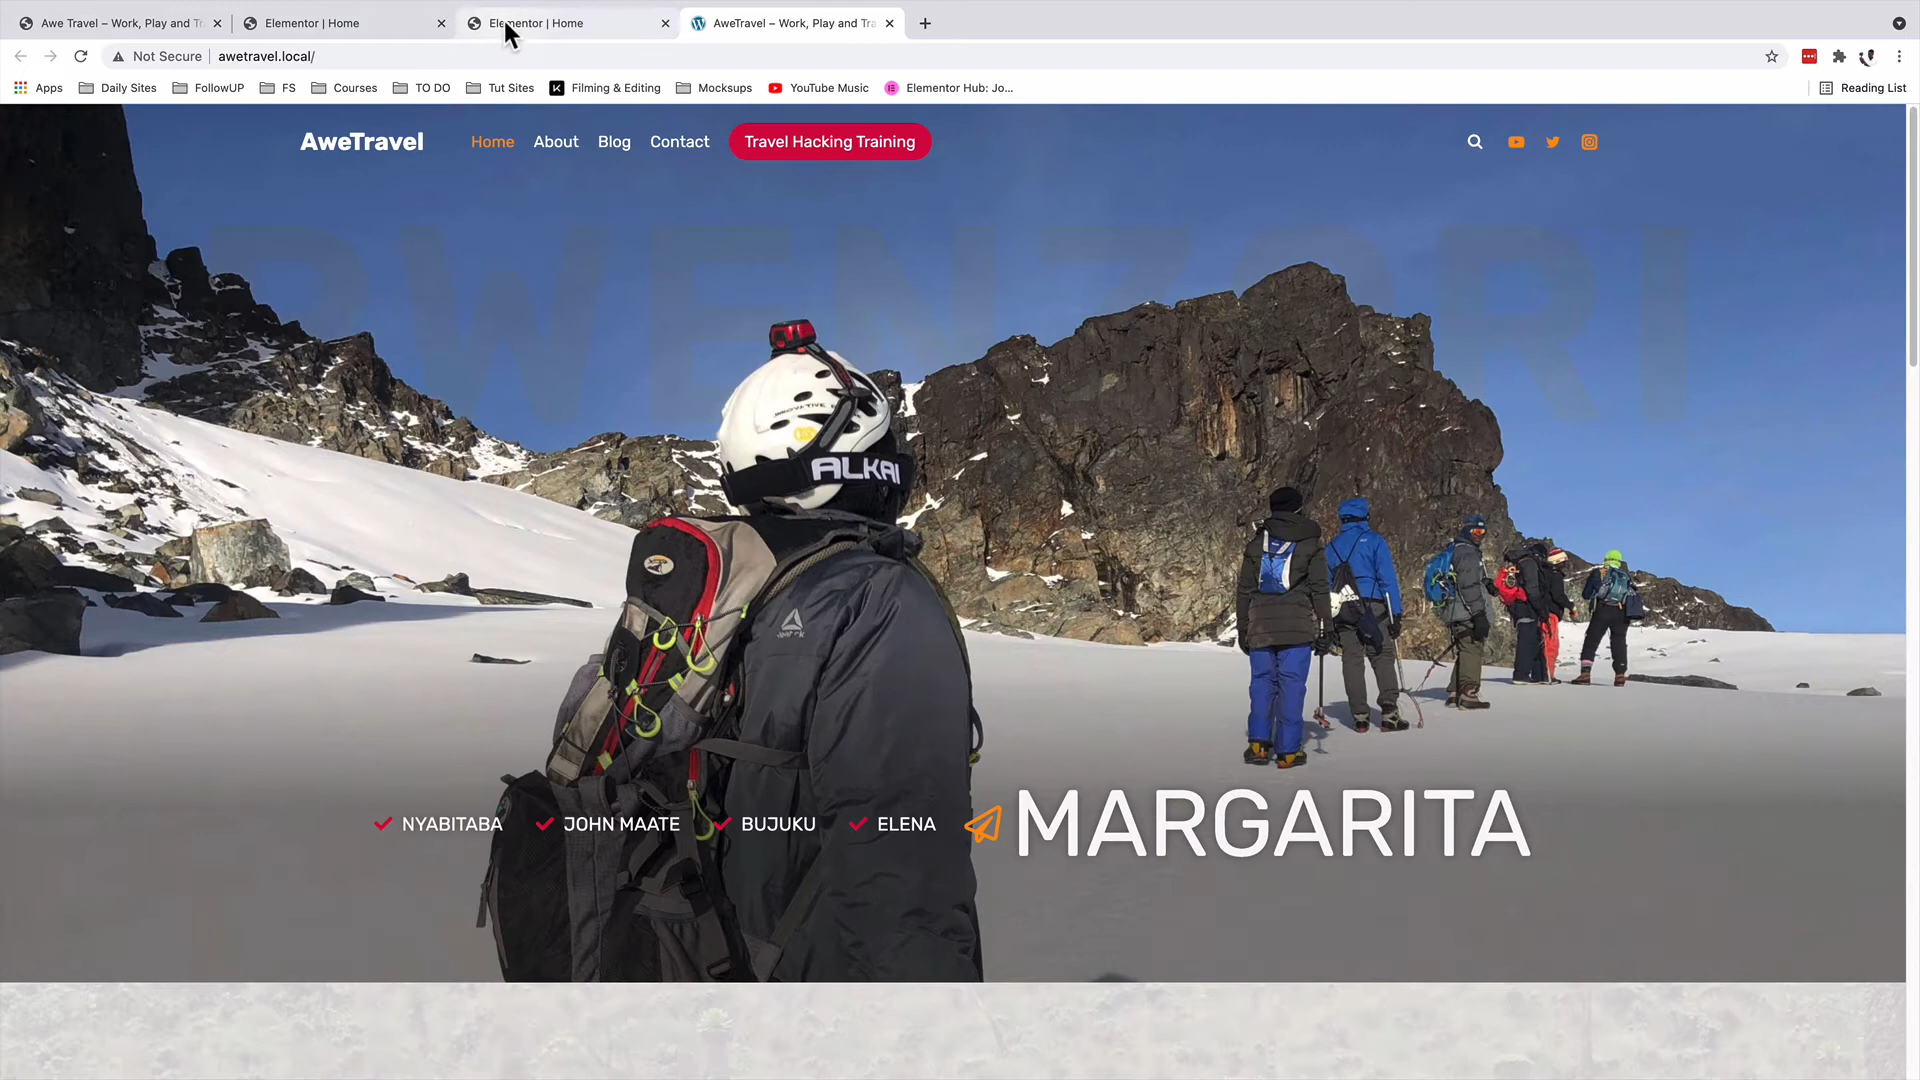 Awe Travel – Work, Play and Tr
Elementor | Home
Elementor | Home
AweTravel – Work, Play and Tra
Not Secure
awetravel.local/
Apps
Daily Sites
FollowUP
FS
Courses
TO DO
Tut Sites
Filming & Editing
Mocksups
YouTube Music
Elementor Hub: Jo...
Reading List
AweTravel
Home
About
Blog
Contact
Travel Hacking Training
RWENZORI
ALKAI
NYABITABA
JOHN MAATE
BUJUKU
ELENA
MARGARITA